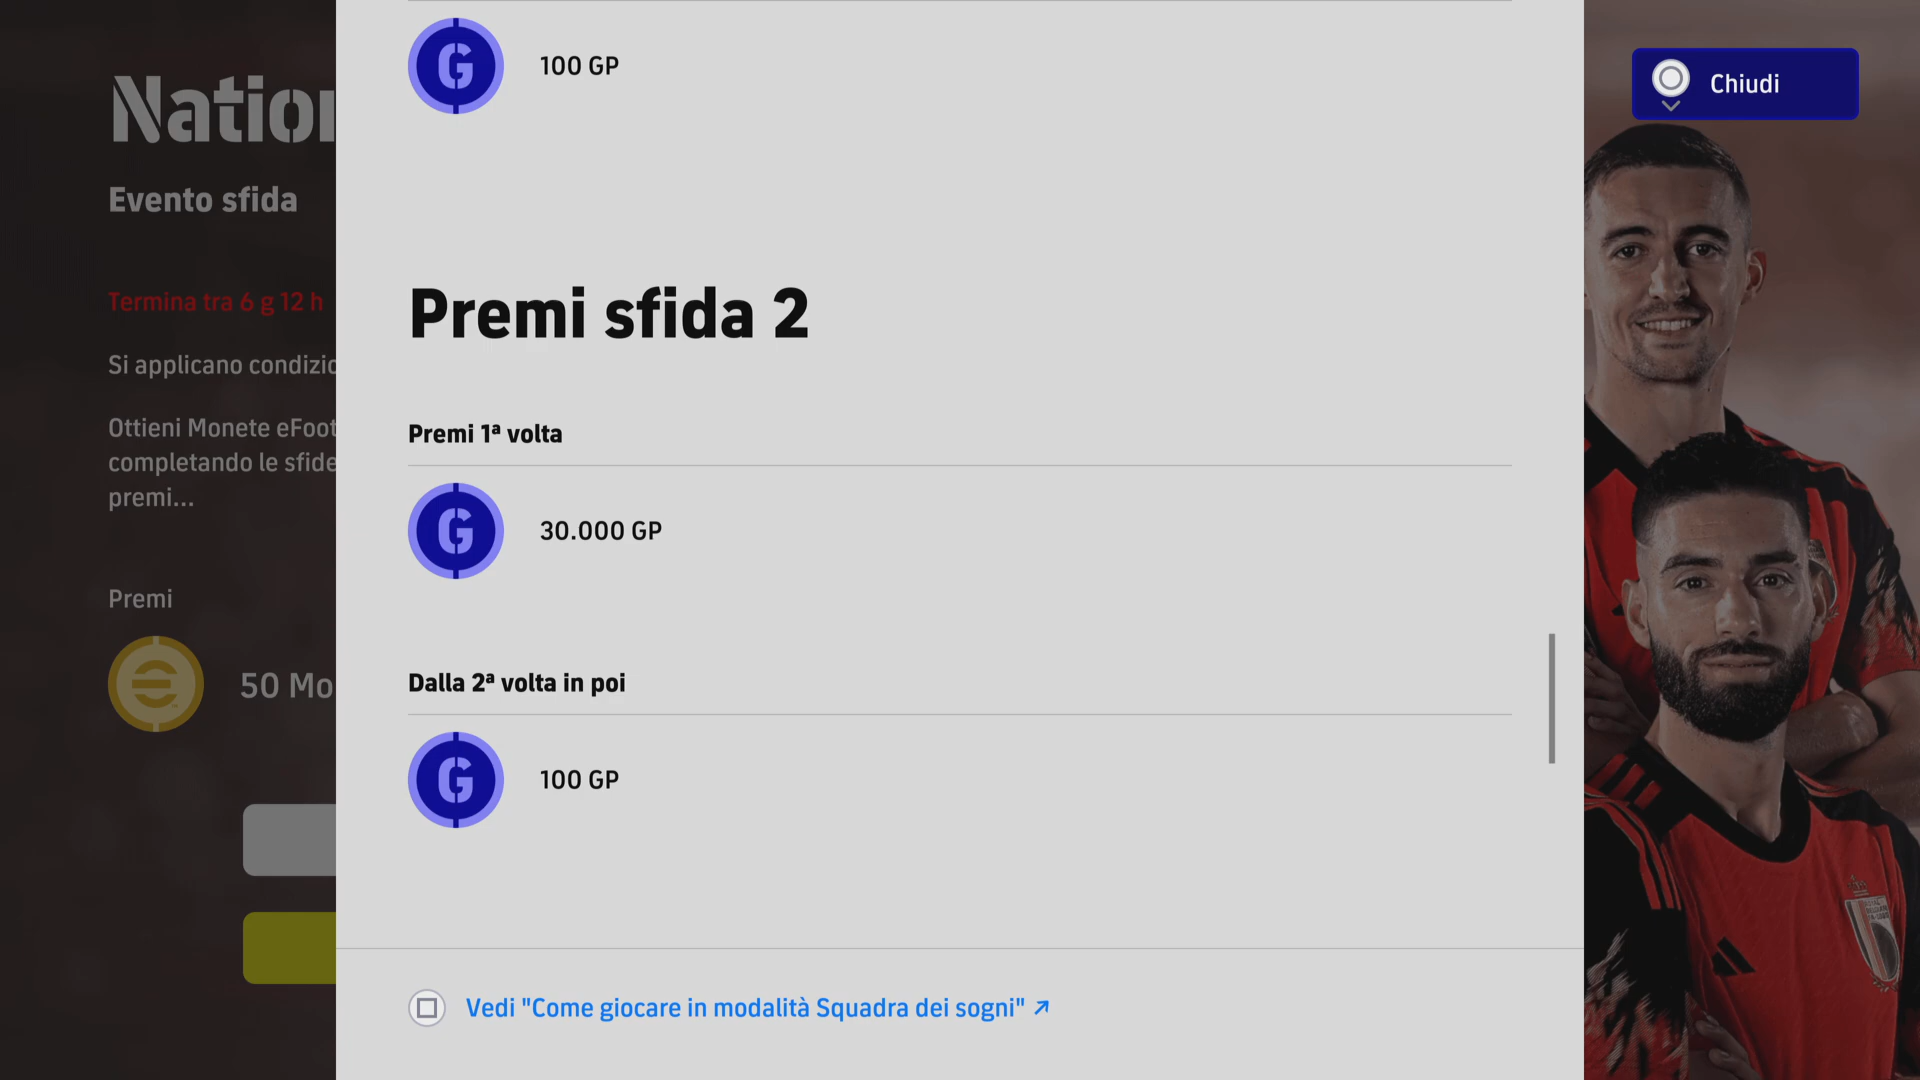 Nation
Evento sfida
Termina tra 6 g 12 h
Si applicano condizio
Ottieni Monete eFoot
completando le sfide
premi...
Premi
50 Mo
100 GP
Premi sfida 2
Premi 1ª volta
30.000 GP
Dalla 2ª volta in poi
100 GP
Vedi "Come giocare in modalità Squadra dei sogni"
Chiudi